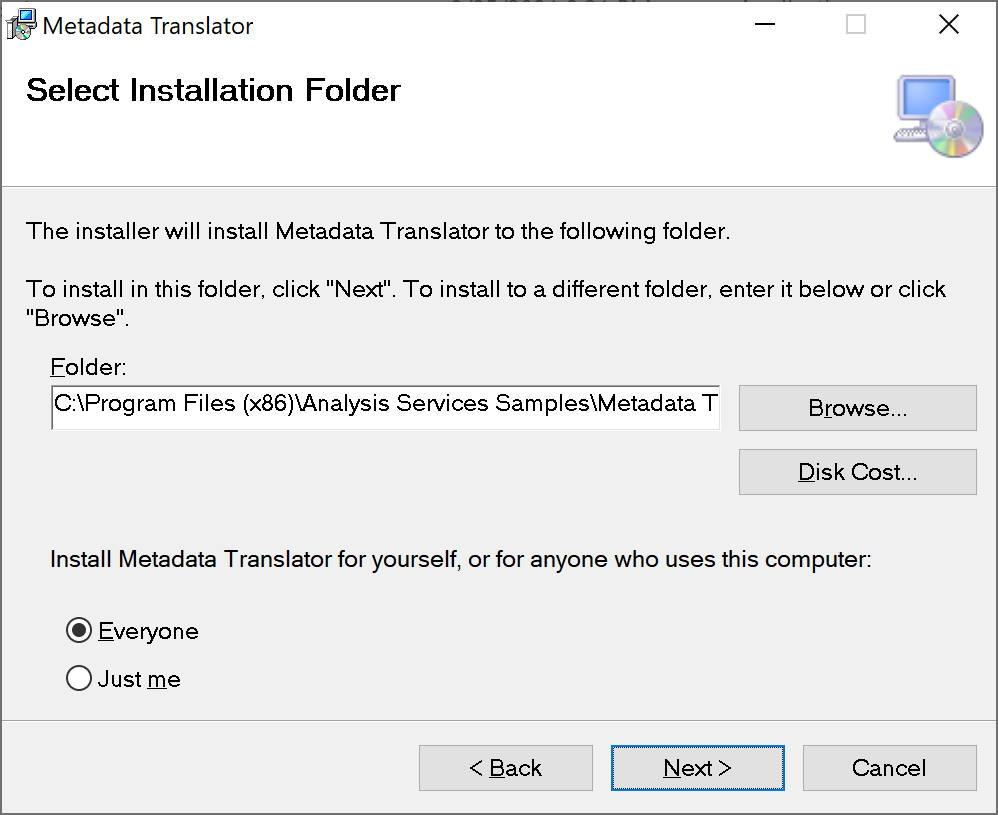 Metadata Translator
Select Installation Folder
The installer will install Metadata Translator to the following folder.
To install in this folder, click "Next". To install to a different folder, enter it below or click
"Browse".
Folder:
C:\Program Files (x86)\Analysis Services Samples\Metadata T
Browse...
Disk Cost...
Install Metadata Translator for yourself, or for anyone who uses this computer:
Everyone
Just me
< Back
Next >
Cancel